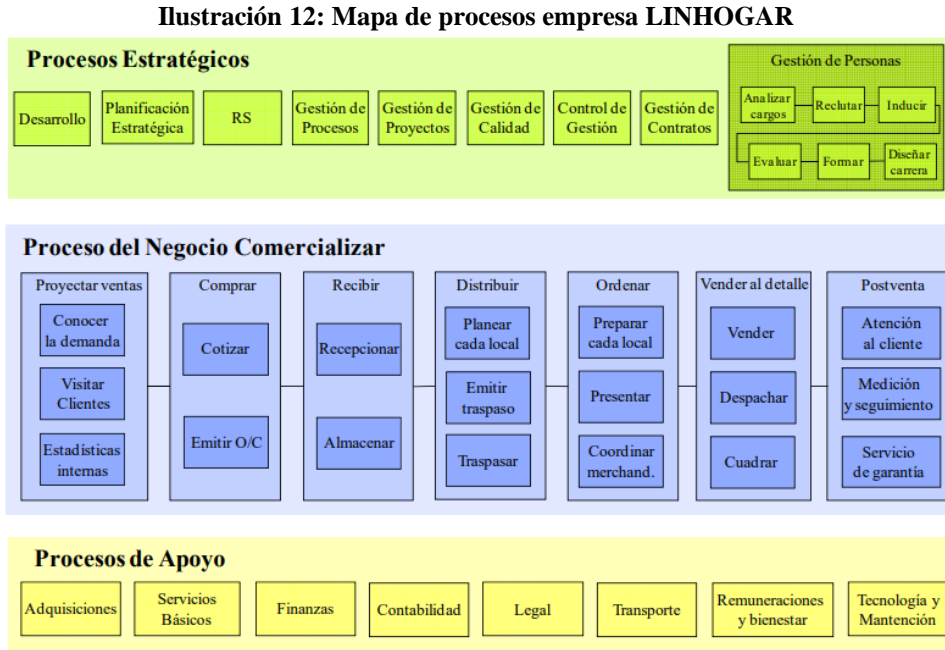 Ilustración 12: Mapa de procesos empresa LINHOGAR
Procesos Estratégicos
Desarrollo
Planificación
Estratégica
RS
Gestión de
Procesos
Gestión de
Proyectos
Gestión de
Calidad
Control de
Gestión
Gestión de
Contratos
Gestión de Personas
Analizar
cargos
Reclutar
Inducir
Evaluar
Formar
Diseñar
carrera
Proceso del Negocio Comercializar
Proyectar ventas
Conocer
la demanda
Visitar
Clientes
Estadísticas
internas
Comprar
Cotizar
Emitir O/C
Recibir
Recepcionar
Almacenar
Distribuir
Planear
cada local
Emitir
traspaso
Traspasar
Ordenar
Preparar
cada local
Presentar
Coordinar
merchand.
Vender al detalle
Vender
Despachar
Cuadrar
Postventa
Atención
al cliente
Medición
y seguimiento
Servicio
de garantía
Procesos de Apoyo
Adquisiciones
Servicios
Básicos
Finanzas
Contabilidad
Legal
Transporte
Remuneraciones
y bienestar
Tecnología y
Mantención